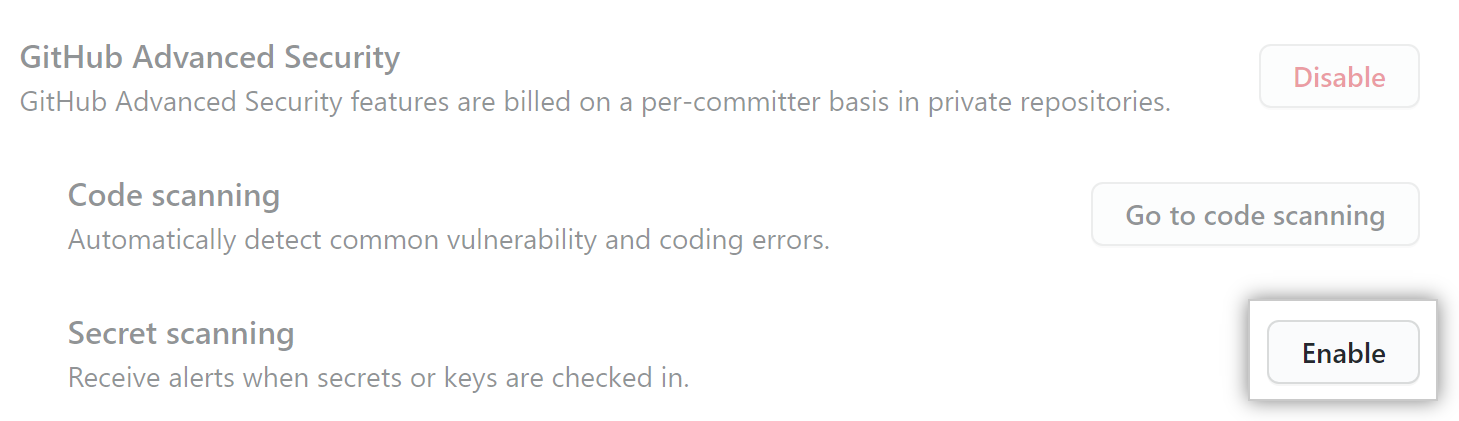 GitHub Advanced Security
Disable
GitHub Advanced Security features are billed on a per-committer basis in private repositories.
Code scanning
Go to code scanning
Automatically detect common vulnerability and coding errors.
Secret scanning
Enable
Receive alerts when secrets or keys are checked in.